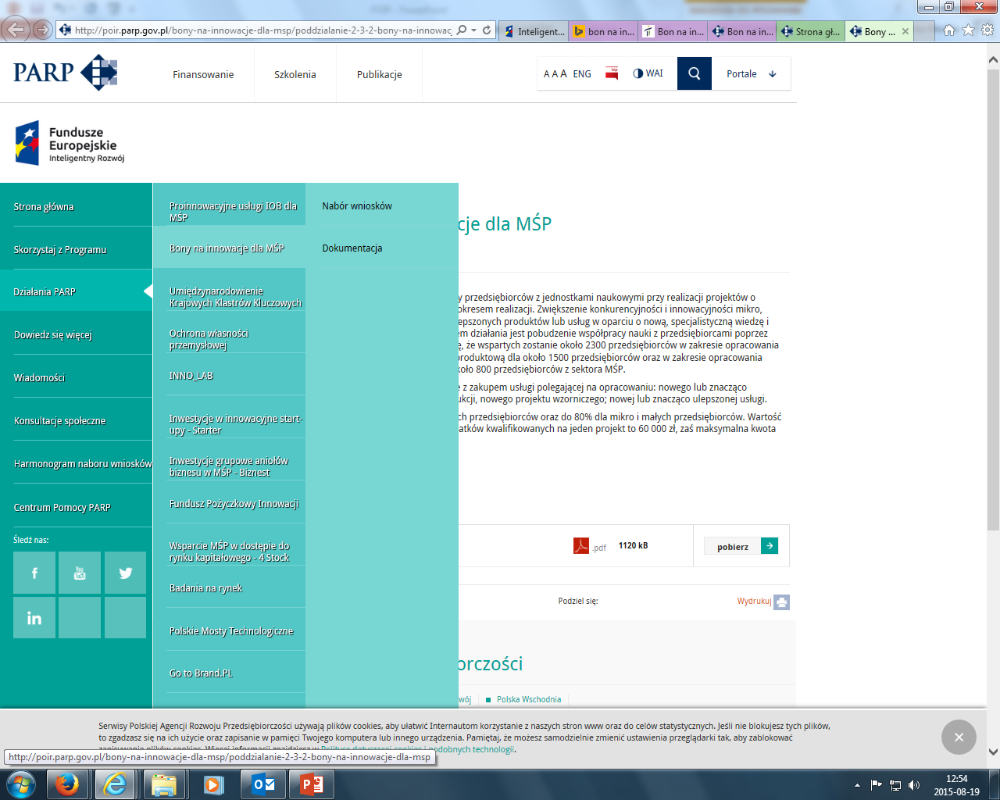 http://poir.parp.gov.pl/bony-na-innowacje-dla-msp/poddzialanie-2-3-2-bony-na-innowac
Inteligent...
bon na in...
Bon na in...
Bon na in...
Strona gł...
Bony ...
PARP
Finansowanie
Szkolenia
Publikacje
A A A ENG
WAI
Portale
Fundusze
Europejskie
Inteligentny Rozwój
Strona główna
Skorzystaj z Programu
Działania PARP
Dowiedz się więcej
Wiadomości
Konsultacje społeczne
Harmonogram naboru wniosków
Centrum Pomocy PARP
Śledź nas:
f
You Tube
in
Proinnowacyjne usługi IOB dla
MŚP
Bony na innowacje dla MŚP
Umiędzynarodowienie
Krajowych Klastrów Kluczowych
Ochrona własności
przemysłowej
INNO_LAB
Inwestycje w innowacyjne start-
upy - Starter
Inwestycje grupowe aniołów
biznesu w MŚP - Biznest
Fundusz Pożyczkowy Innowacji
Wsparcie MŚP w dostępie do
rynku kapitałowego - 4 Stock
Badania na rynek
Polskie Mosty Technologiczne
Go to Brand.PL
Nabór wniosków
Dokumentacja
cje dla MŚP
y przedsiębiorców z jednostkami naukowymi przy realizacji projektów o
okresem realizacji. Zwiększenie konkurencyjności i innowacyjności mikro,
epszonych produktów lub usług w oparciu o nową, specjalistyczną wiedzę i
em działania jest pobudzenie współpracy nauki z przedsiębiorcami poprzez
ę, że wspartych zostanie około 2300 przedsiębiorców w zakresie opracowania
produktową dla około 1500 przedsiębiorców oraz w zakresie opracowania
koło 800 przedsiębiorców z sektora MŚP.
e z zakupem usługi polegającej na opracowaniu: nowego lub znacząco
ukcji, nowego projektu wzorniczego; nowej lub znacząco ulepszonej usługi.
ch przedsiębiorców oraz do 80% dla mikro i małych przedsiębiorców. Wartość
atków kwalifikowanych na jeden projekt to 60 000 zł, zaś maksymalna kwota
.pdf
1120 kB
pobierz
Podziel się:
Wydrukuj
orczości
wój
Polska Wschodnia
Serwisy Polskiej Agencji Rozwoju Przedsiębiorczości używają plików cookies, aby ułatwić Internautom korzystanie z naszych stron www oraz do celów statystycznych. Jeśli nie blokujesz tych plików,
to zgadzasz się na ich użycie oraz zapisanie w pamięci Twojego komputera lub innego urządzenia. Pamiętaj, że możesz samodzielnie zmienić ustawienia przeglądarki tak, aby zablokować
zapisywanie plików cookies. Więcej informacji znajdziesz w Polityce dotyczącej cookies i podobnych technologii.
http://poir.parp.gov.pl/bony-na-innowacje-dla-msp/poddzialanie-2-3-2-bony-na-innowacje-dla-msp
12:54
2015-08-19